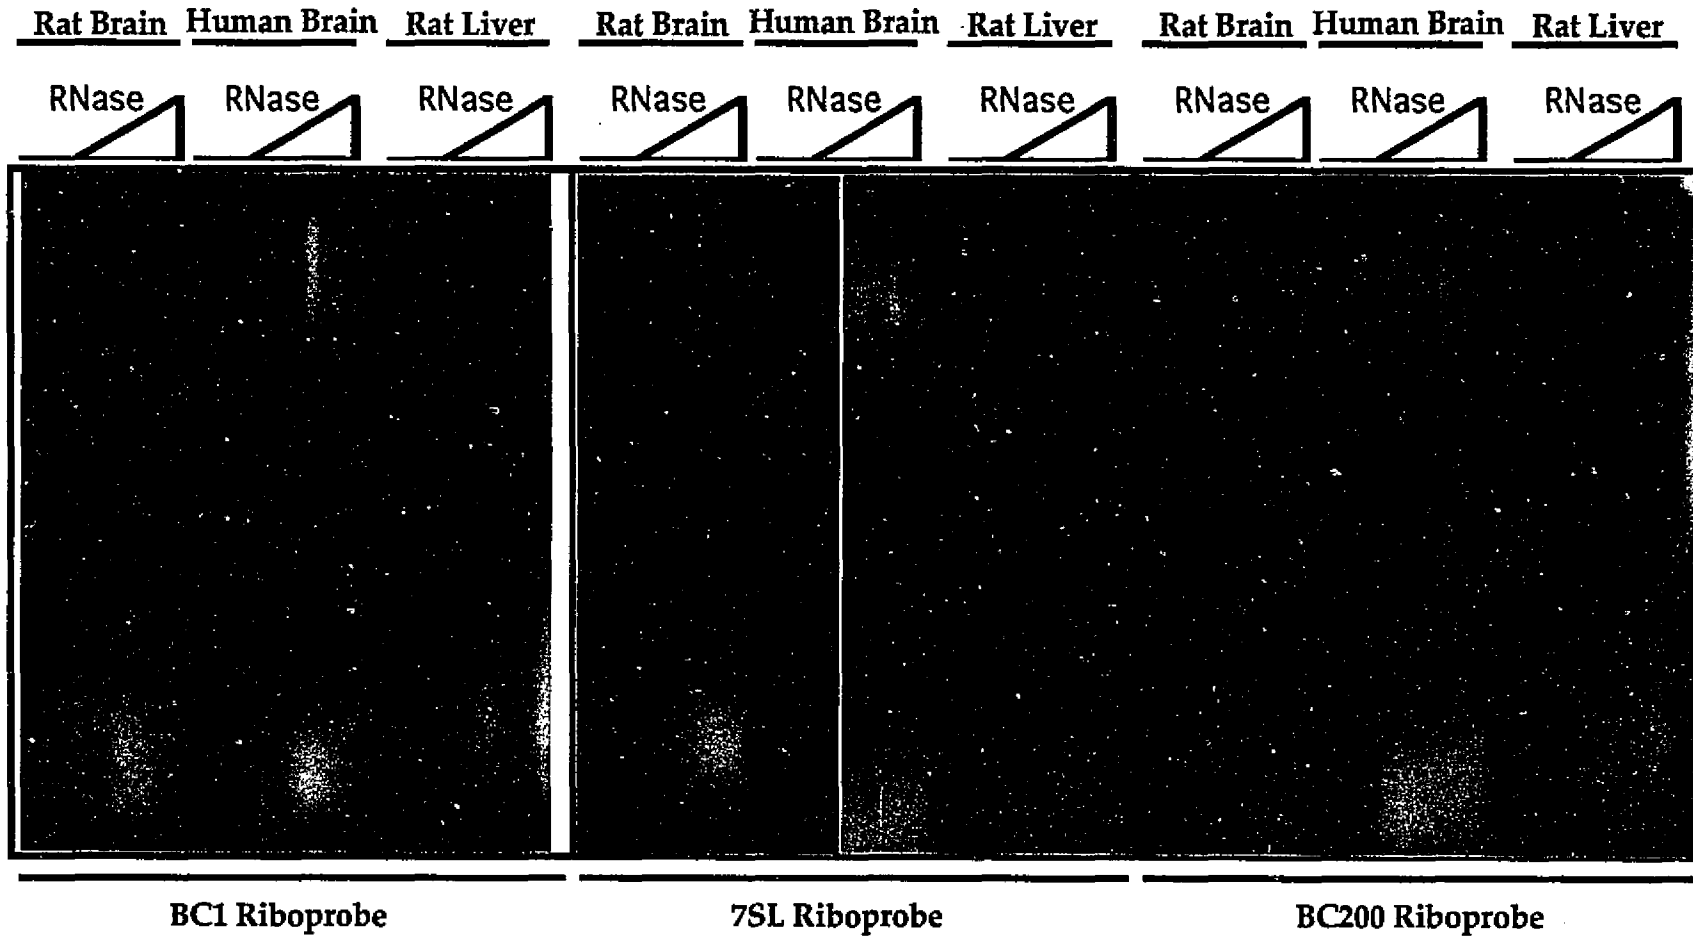 Rat Brain Human Brain Rat Liver Rat Brain Human Brain Rat Liver Rat Brain Human Brain Rat Liver
RNase RNase RNase RNase RNase RNase RNase RNase RNase
BC1 Riboprobe 7SL Riboprobe BC200 Riboprobe